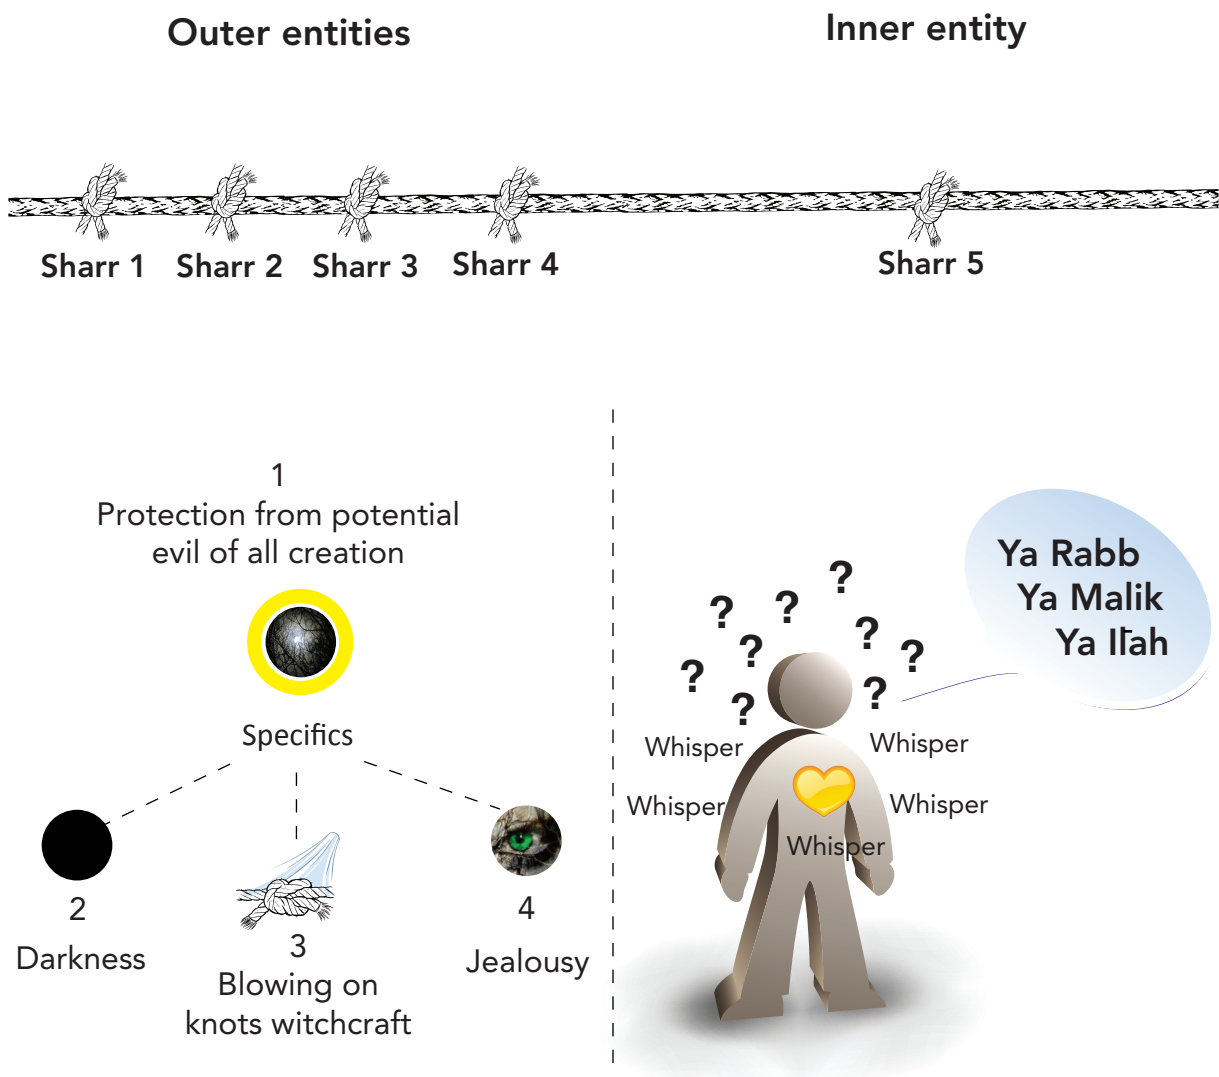 Outer entities
Inner entity
Sharr 1
Sharr 2
Sharr 3
Sharr 4
Sharr 5
1
Protection from potential
evil of all creation
Specifics
2
Darkness
3
Blowing on
knots witchcraft
4
Jealousy
Ya Rabb
Ya Malik
Ya Ilāh
?
?
?
?
?
?
?
?
?
Whisper
Whisper
Whisper
Whisper
Whisper